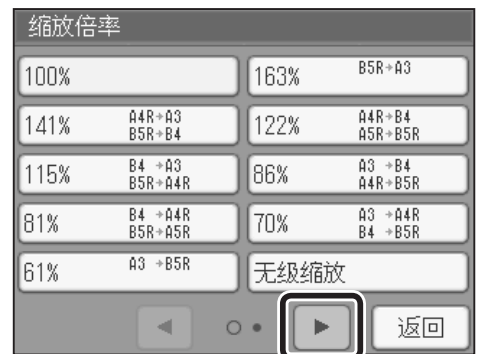 缩放倍率
100%
163% B5R→A3
141% A4R→A3
B5R→B4
122% A4R→B4
A5R→B5R
115% B4 →A3
B5R→A4R
86% A3 →B4
A4R→B5R
81% B4 →A4R
B5R→A5R
70% A3 →A4R
B4 →B5R
61% A3 →B5R
无级缩放
返回